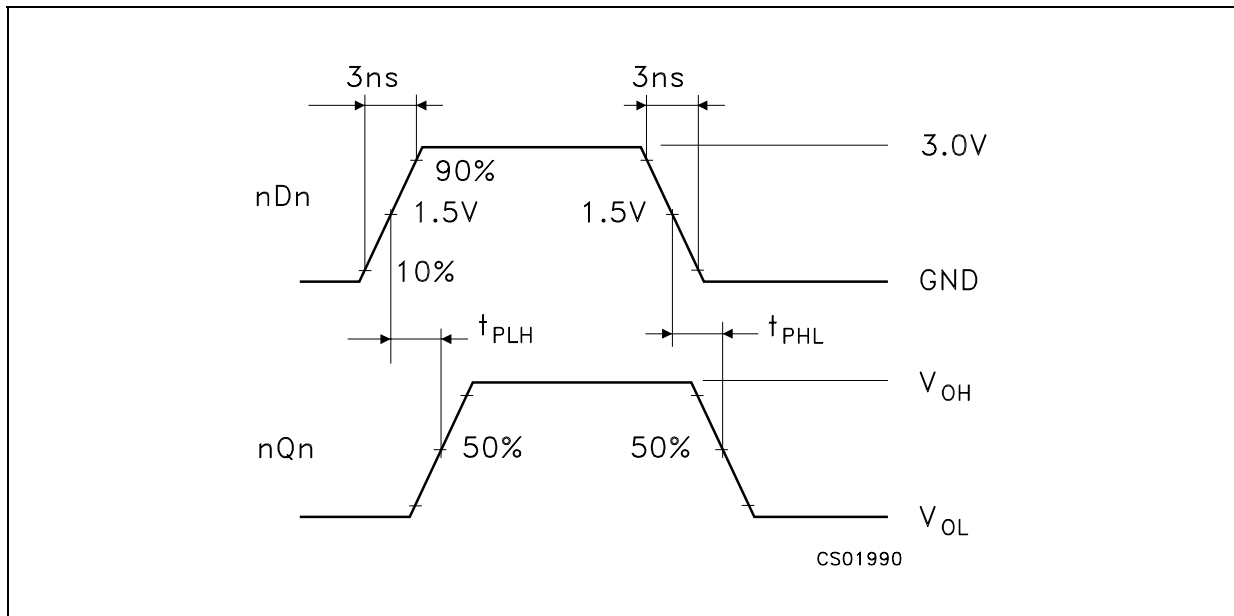 3ns 3ns
3.0V
90%
nDn 1.5V 1.5V
10% GND
tPLH tPHL
VOH
nQn 50% 50%
VOL
CS01990